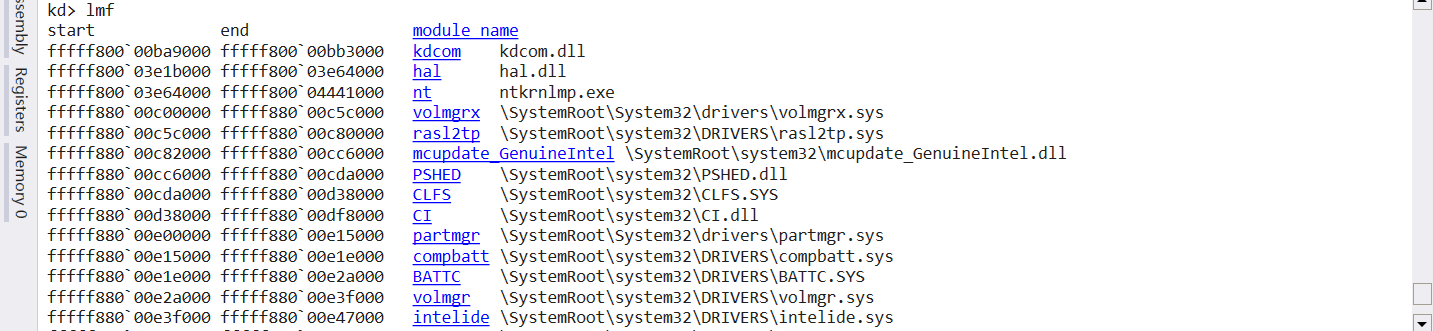 kd> lmf
start end module name
fffff800`00ba9000 fffff800`00bb3000 kdcom kdcom.dll
fffff800`03e1b000 fffff800`03e64000 hal hal.dll
fffff800`03e64000 fffff800`04441000 nt ntkrnlmp.exe
fffff880`00c00000 fffff880`00c5c000 volmgrx \SystemRoot\System32\drivers\volmgrx.sys
fffff880`00c5c000 fffff880`00c80000 rasl2tp \SystemRoot\System32\DRIVERS\rasl2tp.sys
fffff880`00c82000 fffff880`00cc6000 mcupdate_GenuineIntel \SystemRoot\system32\mcupdate_GenuineIntel.dll
fffff880`00cc6000 fffff880`00cda000 PSHED \SystemRoot\system32\PSHED.dll
fffff880`00cda000 fffff880`00d38000 CLFS \SystemRoot\system32\CLFS.SYS
fffff880`00d38000 fffff880`00df8000 CI \SystemRoot\system32\CI.dll
fffff880`00e00000 fffff880`00e15000 partmgr \SystemRoot\system32\drivers\partmgr.sys
fffff880`00e15000 fffff880`00e1e000 compbatt \SystemRoot\system32\DRIVERS\compbatt.sys
fffff880`00e1e000 fffff880`00e2a000 BATTC \SystemRoot\system32\DRIVERS\BATTC.SYS
fffff880`00e2a000 fffff880`00e3f000 volmgr \SystemRoot\system32\DRIVERS\volmgr.sys
fffff880`00e3f000 fffff880`00e47000 intelide \SystemRoot\system32\DRIVERS\intelide.sys
Registers
Memory 0